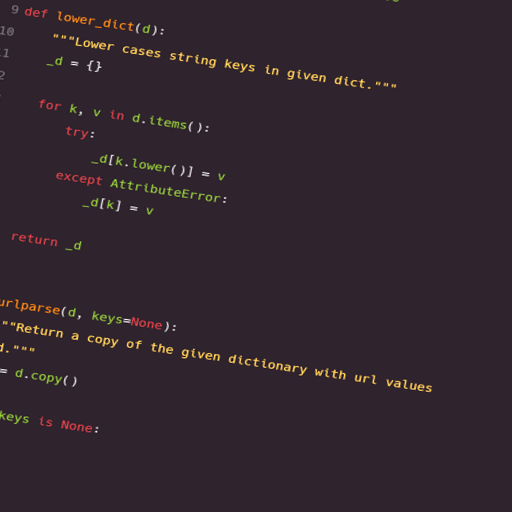 9 def lower_dict(d):
10 """Lower cases string keys in given dict."""
1 _d = {}
2
for k, v in d.items():
try:
_d[k.lower()] = v
except AttributeError:
_d[k] = v
return _d
urlparse(d, keys=None):
""Return a copy of the given dictionary with url values
d."""
= d.copy()
keys is None: